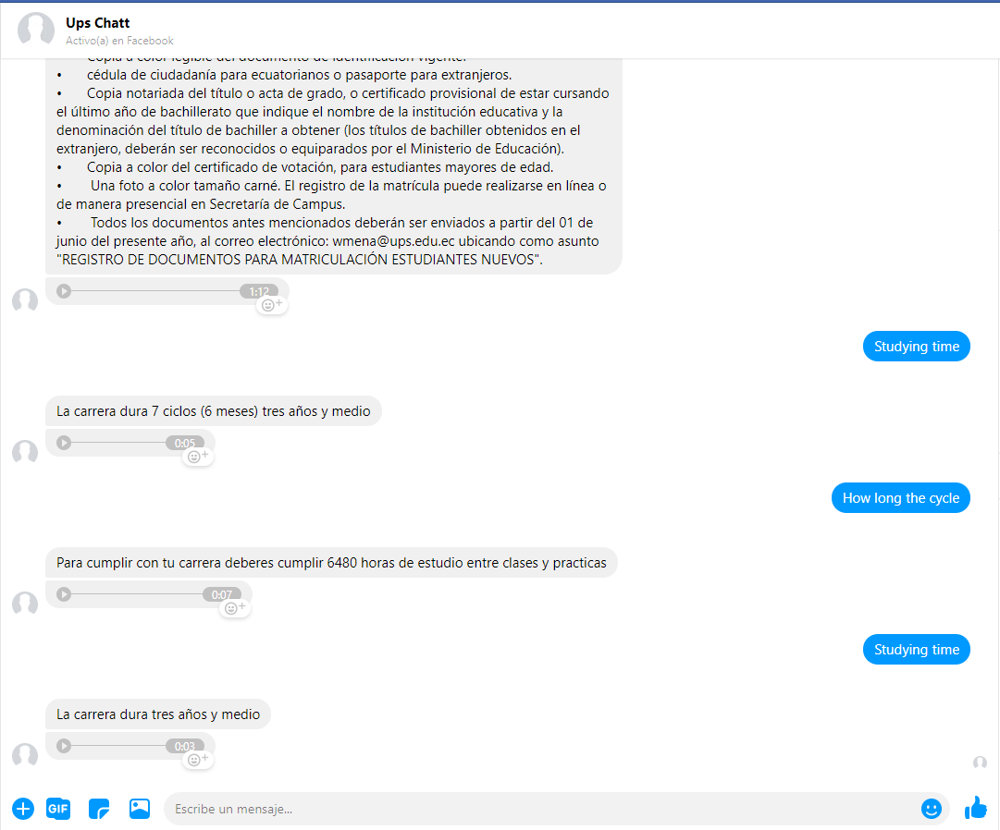 Ups Chatt
Activo(a) en Facebook
Copia a color legible del documento de identificación vigente.
• cédula de ciudadanía para ecuatorianos o pasaporte para extranjeros.
• Copia notariada del título o acta de grado, o certificado provisional de estar cursando
el último año de bachillerato que indique el nombre de la institución educativa y la
denominación del título de bachiller a obtener (los títulos de bachiller obtenidos en el
extranjero, deberán ser reconocidos o equiparados por el Ministerio de Educación).
• Copia a color del certificado de votación, para estudiantes mayores de edad.
• Una foto a color tamaño carné. El registro de la matrícula puede realizarse en línea o
de manera presencial en Secretaría de Campus.
• Todos los documentos antes mencionados deberán ser enviados a partir del 01 de
junio del presente año, al correo electrónico: wmena@ups.edu.ec ubicando como asunto
"REGISTRO DE DOCUMENTOS PARA MATRICULACIÓN ESTUDIANTES NUEVOS".
1:12
Studying time
La carrera dura 7 ciclos (6 meses) tres años y medio
0:05
How long the cycle
Para cumplir con tu carrera deberes cumplir 6480 horas de estudio entre clases y practicas
0:07
Studying time
La carrera dura tres años y medio
0:03
GIF
Escribe un mensaje...